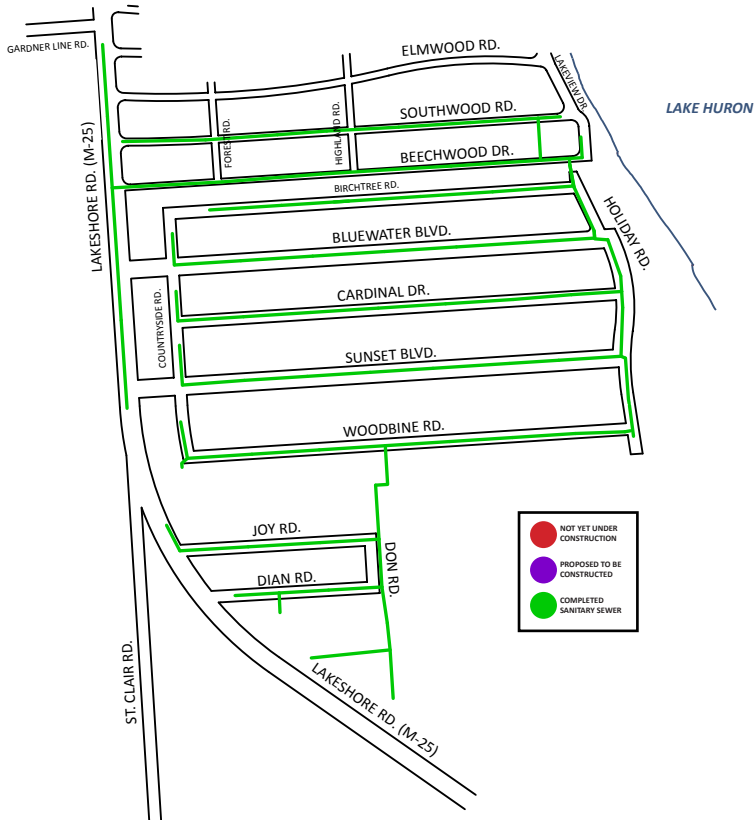 GARDNER LINE RD.
ELMWOOD RD.
LAKEVIEW DR.
LAKE HURON
SOUTHWOOD RD.
FOREST RD.
HIGHLAND RD.
BEECHWOOD DR.
LAKESHORE RD. (M-25)
BIRCHTREE RD.
HOLIDAY RD.
BLUEWATER BLVD.
CARDINAL DR.
COUNTRYSIDE RD.
SUNSET BLVD.
WOODBINE RD.
JOY RD.
DON RD.
DIAN RD.
ST. CLAIR RD.
LAKESHORE RD. (M-25)
NOT YET UNDER
CONSTRUCTION
PROPOSED TO BE
CONSTRUCTED
COMPLETED
SANITARY SEWER